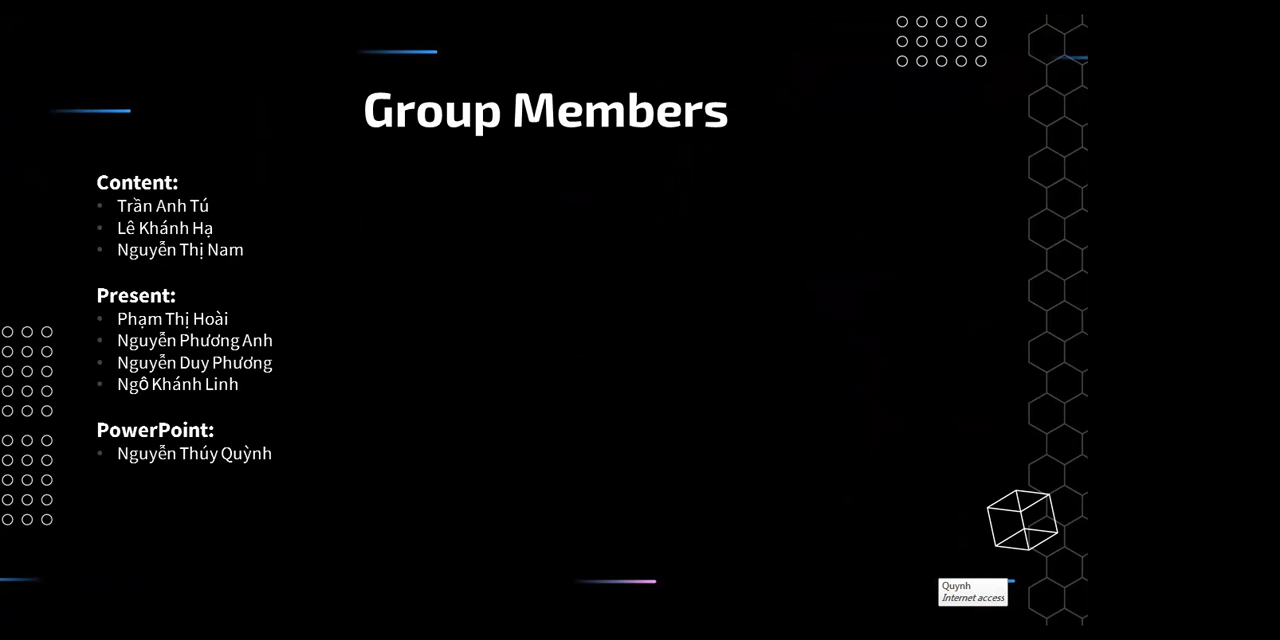 Group Members
Content:
Trần Anh Tú
Lê Khánh Hạ
Nguyễn Thị Nam
Present:
Phạm Thị Hoài
Nguyễn Phương Anh
Nguyễn Duy Phương
Ngô Khánh Linh
PowerPoint:
Nguyễn Thúy Quỳnh
Quynh
Internet access